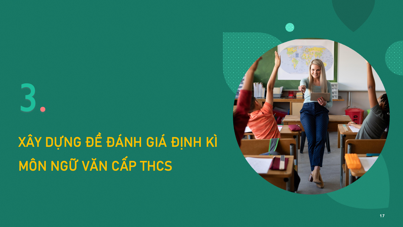 3.
XÂY DỰNG ĐỀ ĐÁNH GIÁ ĐỊNH KÌ
MÔN NGỮ VĂN CẤP THCS
17